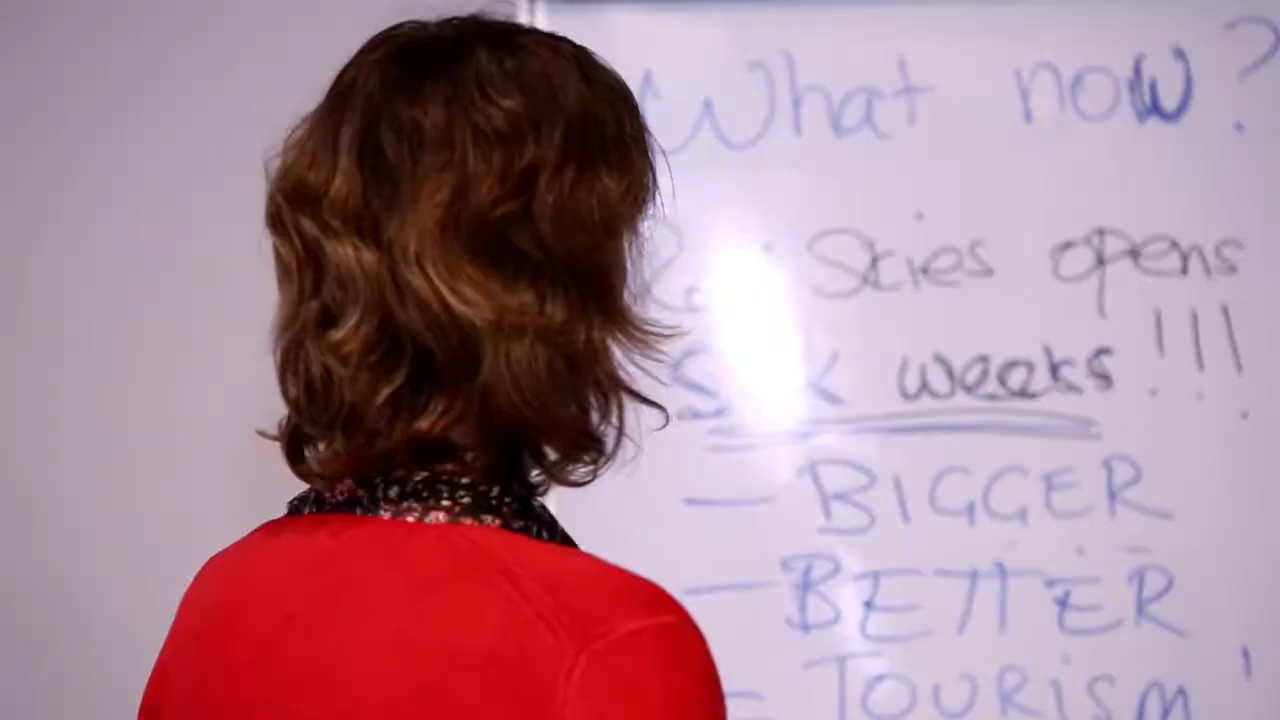 What now?
Skies opens
weeks!!!
— BIGGER
— BETTER
— TOURISM